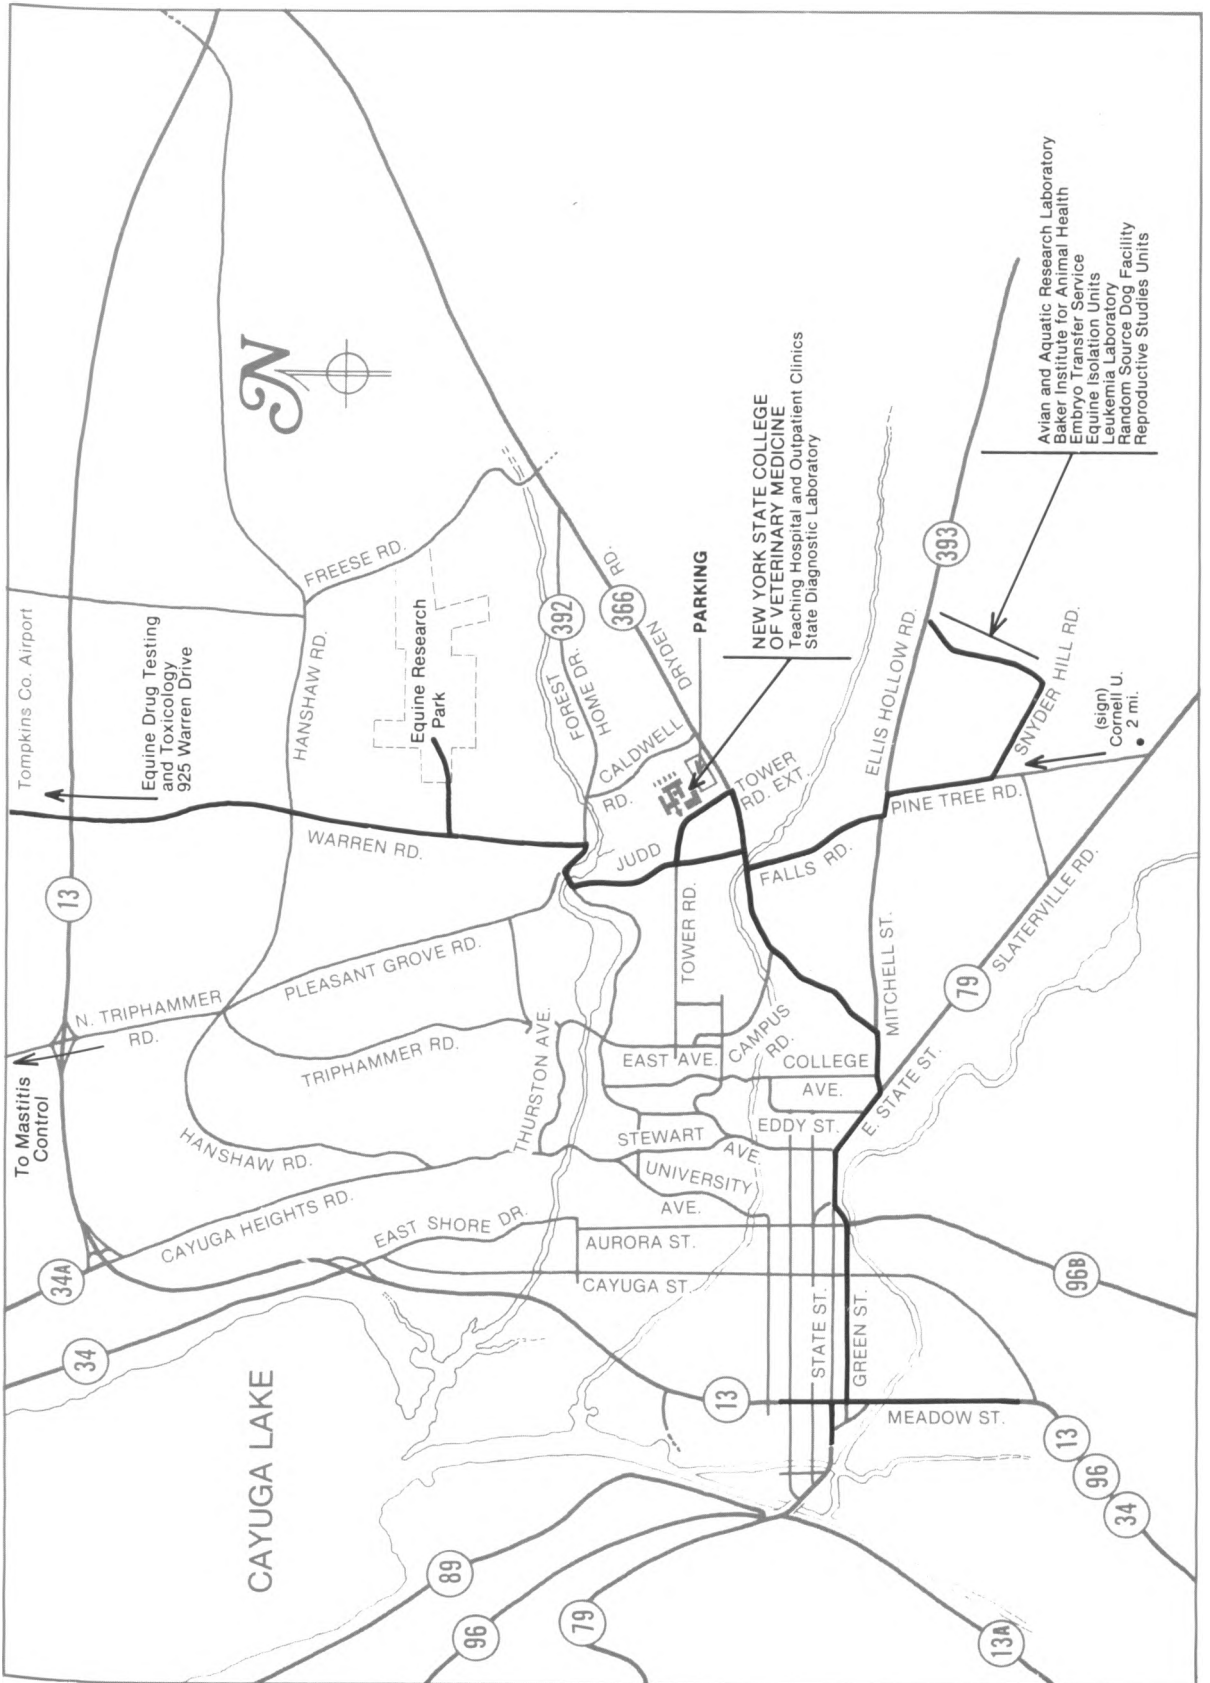 Tompkins Co. Airport
Equine Drug Testing
and Toxicology
925 Warren Drive
13
To Mastitis
Control
N. TRIPHAMMER
RD.
HANSHAW RD.
FREESE RD.
N
WARREN RD.
Equine Research
Park
PLEASANT GROVE RD.
TRIPHAMMER RD.
HANSHAW RD.
CAYUGA HEIGHTS RD.
34A
34
EAST SHORE DR.
THURSTON AVE.
392
FOREST
HOME DR.
366
DRYDEN
RD.
CALDWELL
RD.
JUDD
FALLS RD.
TOWER
RD. EXT.
TOWER RD.
PARKING
NEW YORK STATE COLLEGE
OF VETERINARY MEDICINE
Teaching Hospital and Outpatient Clinics
State Diagnostic Laboratory
EAST AVE.
CAMPUS
RD.
COLLEGE
AVE.
STEWART
AVE.
EDDY ST.
UNIVERSITY
AVE.
AURORA ST.
CAYUGA ST.
STATE ST.
GREEN ST.
MEADOW ST.
13
CAYUGA LAKE
89
96
79
13A
13
96
34
96B
E. STATE ST.
79
SLATERVILLE RD.
MITCHELL ST.
ELLIS HOLLOW RD.
393
PINE TREE RD.
SNYDER HILL RD.
(sign)
Cornell U.
2 mi.
Avian and Aquatic Research Laboratory
Baker Institute for Animal Health
Embryo Transfer Service
Equine Isolation Units
Leukemia Laboratory
Random Source Dog Facility
Reproductive Studies Units